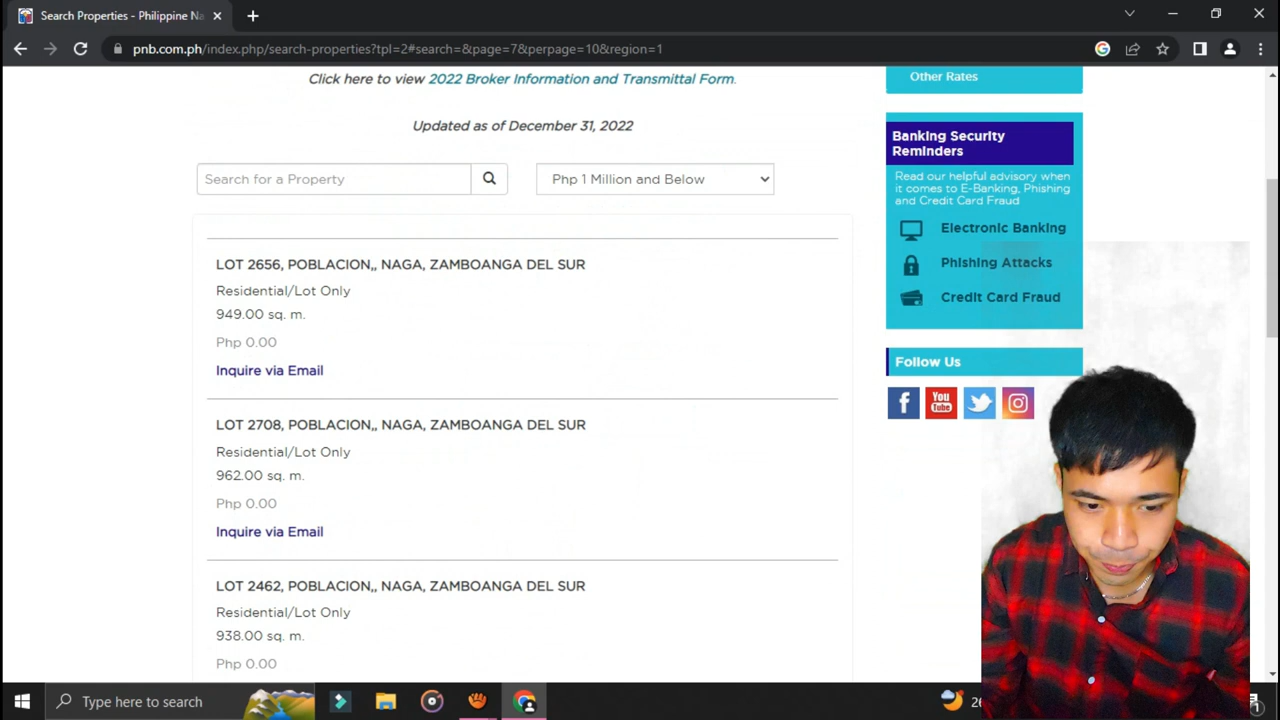 Search Properties - Philippine Na
pnb.com.ph/index.php/search-properties?tpl=2#search=&page=7&perpage=10&region=1
Click here to view 2022 Broker Information and Transmittal Form.
Updated as of December 31, 2022
Search for a Property
Php 1 Million and Below
LOT 2656, POBLACION,, NAGA, ZAMBOANGA DEL SUR
Residential/Lot Only
949.00 sq. m.
Php 0.00
Inquire via Email
LOT 2708, POBLACION,, NAGA, ZAMBOANGA DEL SUR
Residential/Lot Only
962.00 sq. m.
Php 0.00
Inquire via Email
LOT 2462, POBLACION,, NAGA, ZAMBOANGA DEL SUR
Residential/Lot Only
938.00 sq. m.
Php 0.00
Other Rates
Banking Security
Reminders
Read our helpful advisory when
it comes to E-Banking, Phishing
and Credit Card Fraud
Electronic Banking
Phishing Attacks
Credit Card Fraud
Follow Us
You
Tube
Type here to search
1